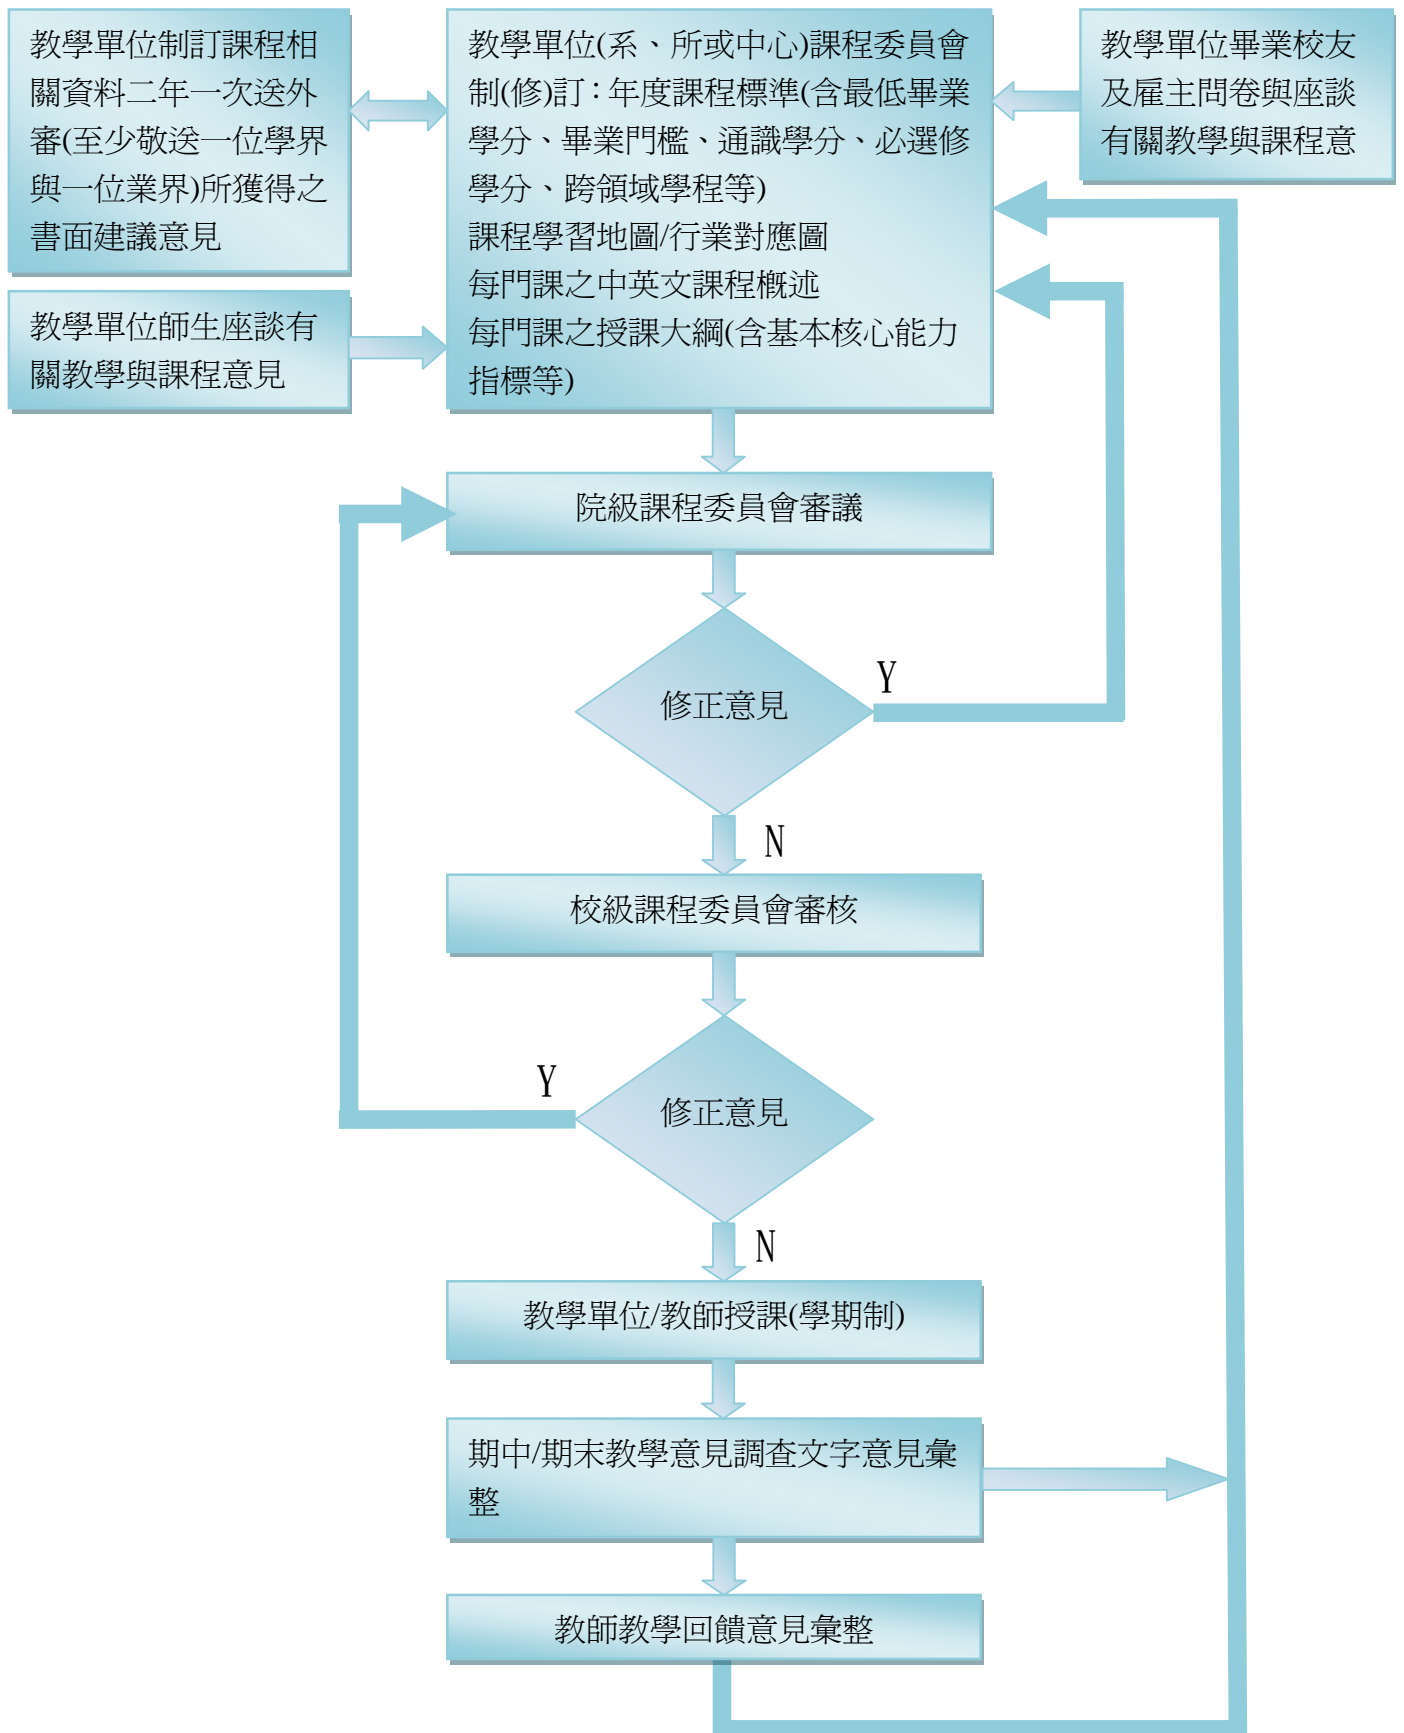 教學單位制訂課程相
關資料二年一次送外
審(至少敬送一位學界
與一位業界)所獲得之
書面建議意見
教學單位(系、所或中心)課程委員會
制(修)訂：年度課程標準(含最低畢業
學分、畢業門檻、通識學分、必選修
學分、跨領域學程等)
課程學習地圖/行業對應圖
每門課之中英文課程概述
每門課之授課大綱(含基本核心能力
指標等)
教學單位畢業校友
及雇主問卷與座談
有關教學與課程意
教學單位師生座談有
關教學與課程意見
院級課程委員會審議
修正意見
Y
N
校級課程委員會審核
修正意見
Y
N
教學單位/教師授課(學期制)
期中/期末教學意見調查文字意見彙
整
教師教學回饋意見彙整